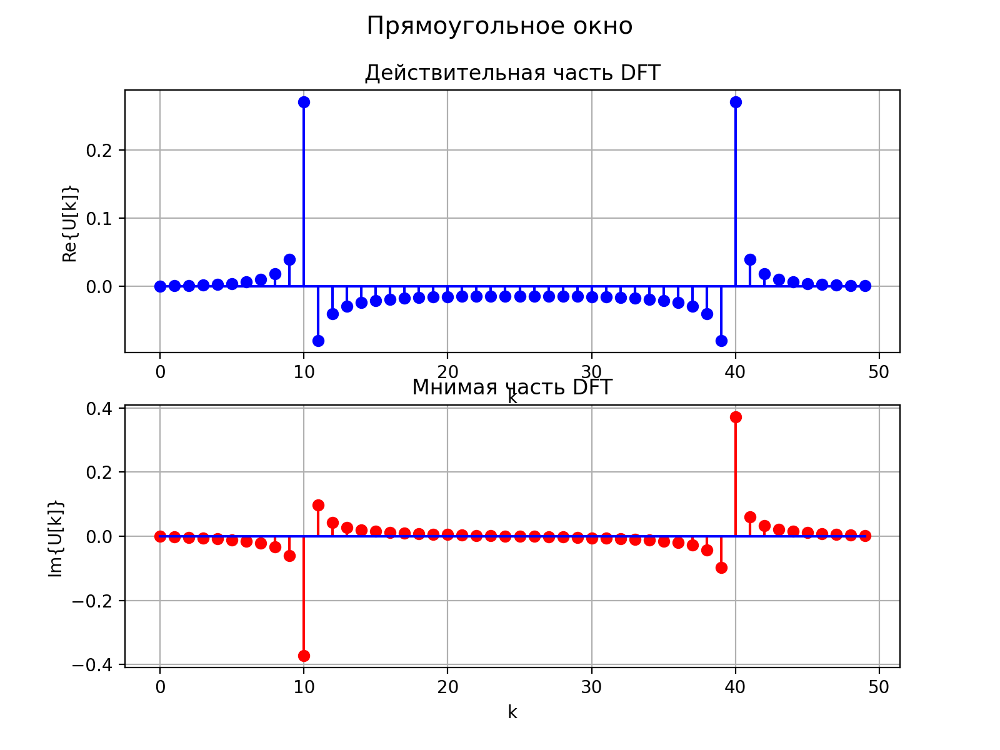 Прямоугольное окно
Действительная часть DFT
Re{U[k]}
0.2
0.1
0.0
0 10 20 30 40 50
k
Мнимая часть DFT
Im{U[k]}
0.4
0.2
0.0
−0.2
−0.4
0 10 20 30 40 50
k